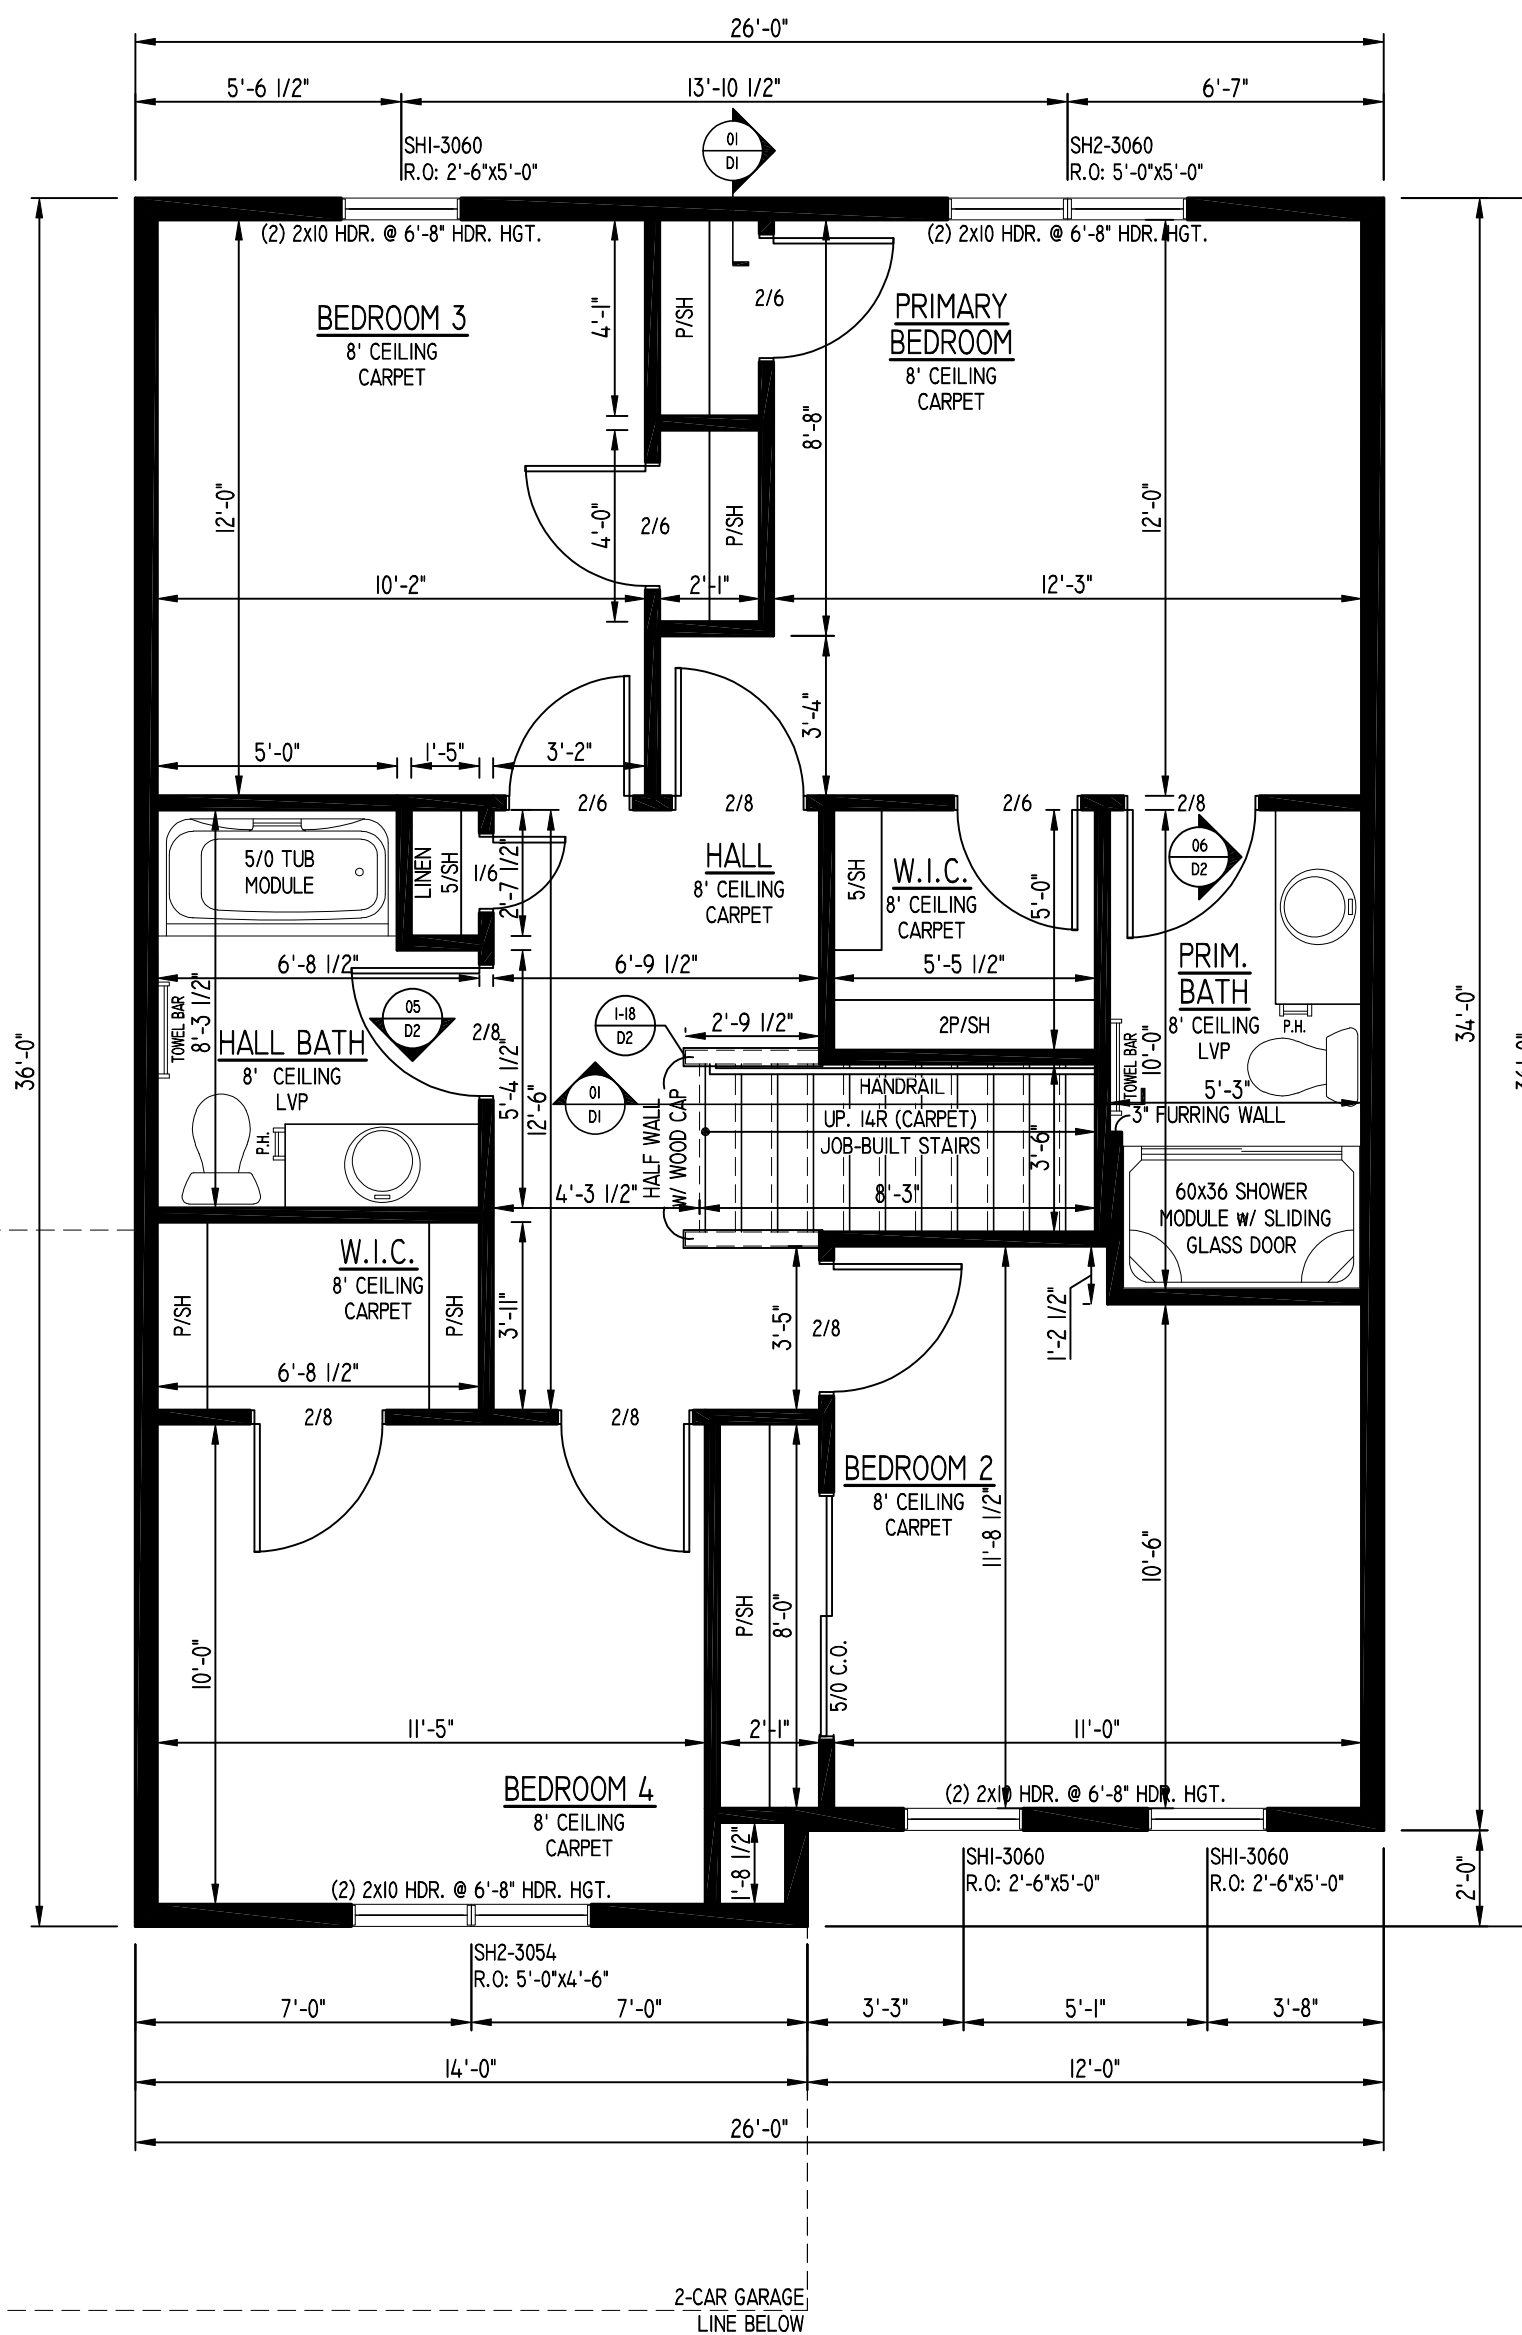 26'-0"
5'-6 1/2"
13'-10 1/2"
6'-7"
SH1-3060
R.O: 2'-6"x5'-0"
01
D1
SH2-3060
R.O: 5'-0"x5'-0"
(2) 2x10 HDR. @ 6'-8" HDR. HGT.
(2) 2x10 HDR. @ 6'-8" HDR. HGT.
BEDROOM 3
8' CEILING
CARPET
4'-1"
P/SH
2/6
PRIMARY
BEDROOM
8' CEILING
CARPET
8'-8"
12'-0"
4'-0"
2/6
P/SH
12'-0"
10'-2"
2'-1"
12'-3"
3'-4"
5'-0"
1'-5"
3'-2"
2/6
2/8
2/6
2/8
5/0 TUB
MODULE
LINEN
5/SH
1/6
2'-7 1/2"
HALL
8' CEILING
CARPET
5/SH
W.I.C.
8' CEILING
CARPET
5'-0"
06
D2
6'-8 1/2"
6'-9 1/2"
5'-5 1/2"
PRIM.
BATH
8' CEILING
LVP
P.H.
TOWEL BAR
8'-3 1/2"
05
D2
2/8
HALL BATH
8' CEILING
LVP
1-18
D2
2'-9 1/2"
2P/SH
TOWEL BAR
10'-0"
36'-0"
34'-0"
36'-0"
5'-4 1/2"
12'-6"
01
D1
HANDRAIL
UP. 14R (CARPET)
JOB-BUILT STAIRS
5'-3"
3" FURRING WALL
P.H.
HALF WALL
W/ WOOD CAP
3'-6"
4'-3 1/2"
8'-3"
60x36 SHOWER
MODULE W/ SLIDING
GLASS DOOR
W.I.C.
8' CEILING
CARPET
P/SH
P/SH
3'-11"
3'-5"
2/8
1'-2 1/2"
6'-8 1/2"
2/8
2/8
BEDROOM 2
8' CEILING
CARPET
11'-8 1/2"
10'-6"
10'-0"
P/SH
8'-0"
5/0 C.O.
11'-5"
2'-1"
11'-0"
BEDROOM 4
8' CEILING
CARPET
(2) 2x10 HDR. @ 6'-8" HDR. HGT.
1'-8 1/2"
(2) 2x10 HDR. @ 6'-8" HDR. HGT.
SH1-3060
R.O: 2'-6"x5'-0"
SH1-3060
R.O: 2'-6"x5'-0"
2'-0"
SH2-3054
R.O: 5'-0"x4'-6"
7'-0"
7'-0"
3'-3"
5'-1"
3'-8"
14'-0"
12'-0"
26'-0"
2-CAR GARAGE
LINE BELOW